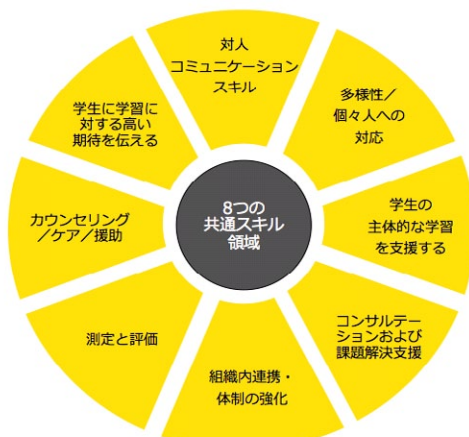 対人
コミュニケーション
スキル
多様性／
個々人への
対応
学生の
主体的な学習
を支援する
コンサルテー
ションおよび
課題解決支援
組織内連携・
体制の強化
測定と評価
カウンセリング
／ケア／援助
学生に学習に
対する高い
期待を伝える
8つの
共通スキル
領域